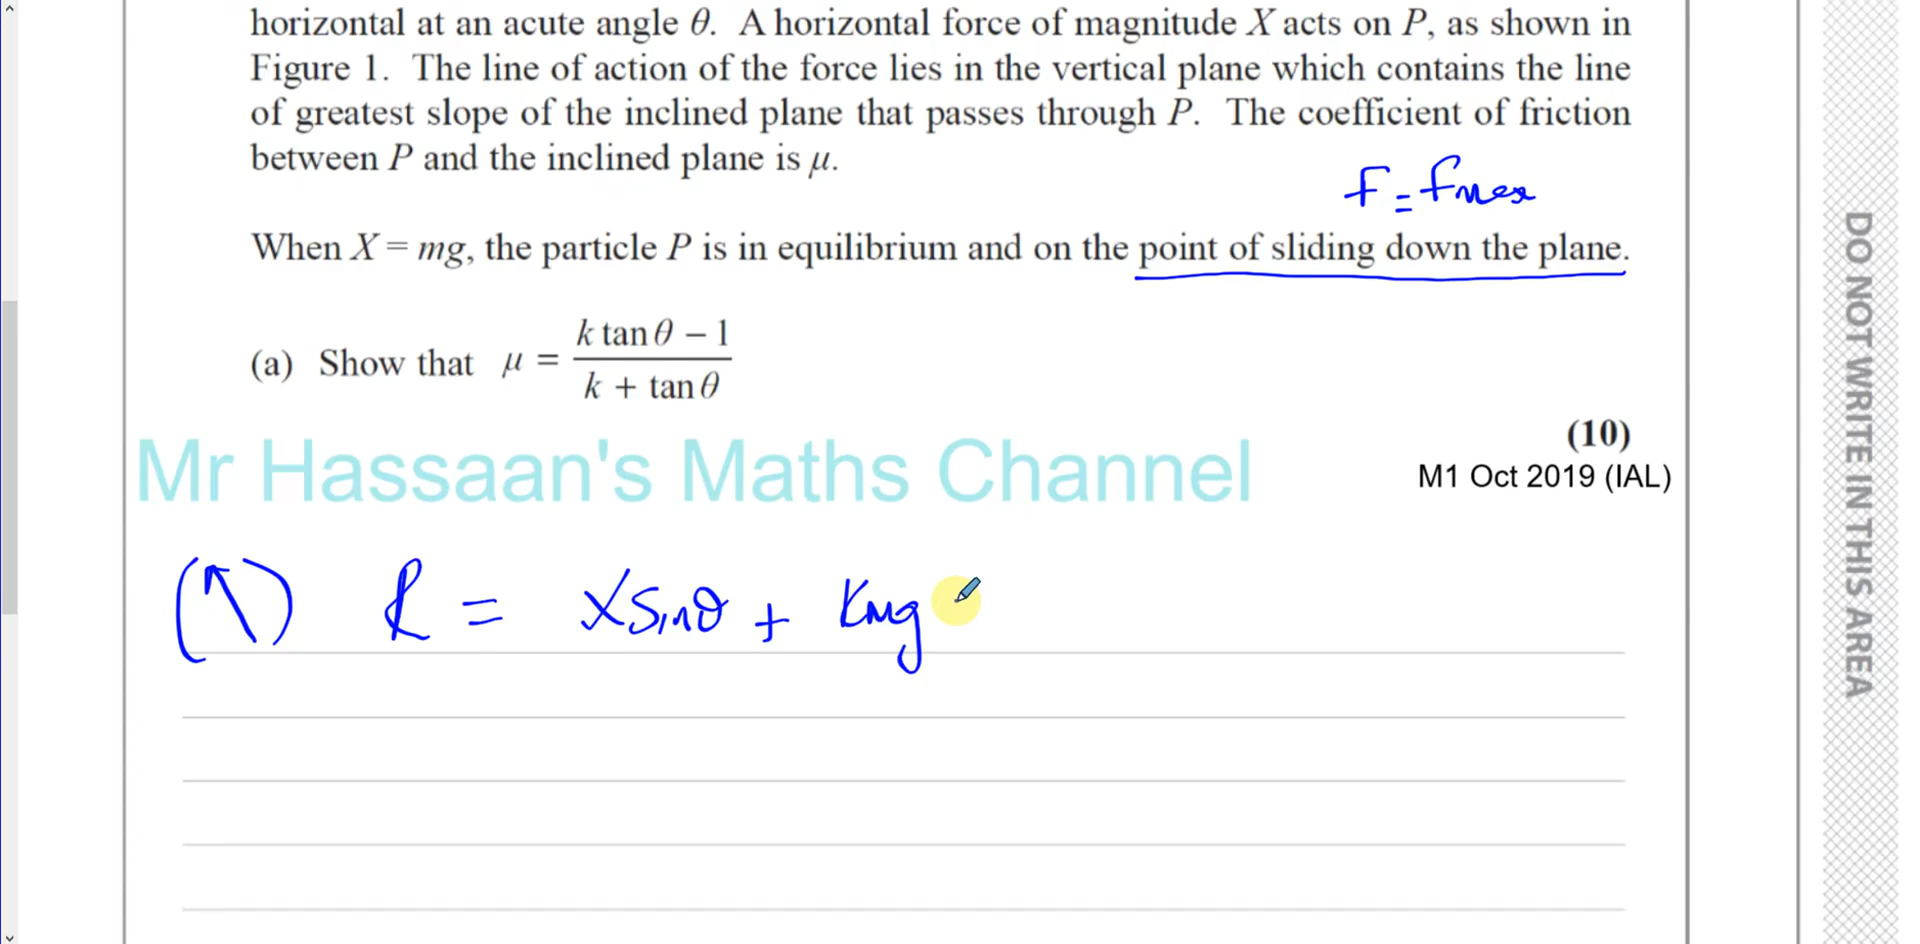 horizontal at an acute angle θ. A horizontal force of magnitude X acts on P, as shown in
Figure 1. The line of action of the force lies in the vertical plane which contains the line
of greatest slope of the inclined plane that passes through P. The coefficient of friction
between P and the inclined plane is μ.
F = Fmax
When X = mg, the particle P is in equilibrium and on the point of sliding down the plane.
(a) Show that μ = (k tan θ − 1) / (k + tan θ)
(10)
Mr Hassaan's Maths Channel
M1 Oct 2019 (IAL)
(↖) R = X sin θ + kmg
DO NOT WRITE IN THIS AREA